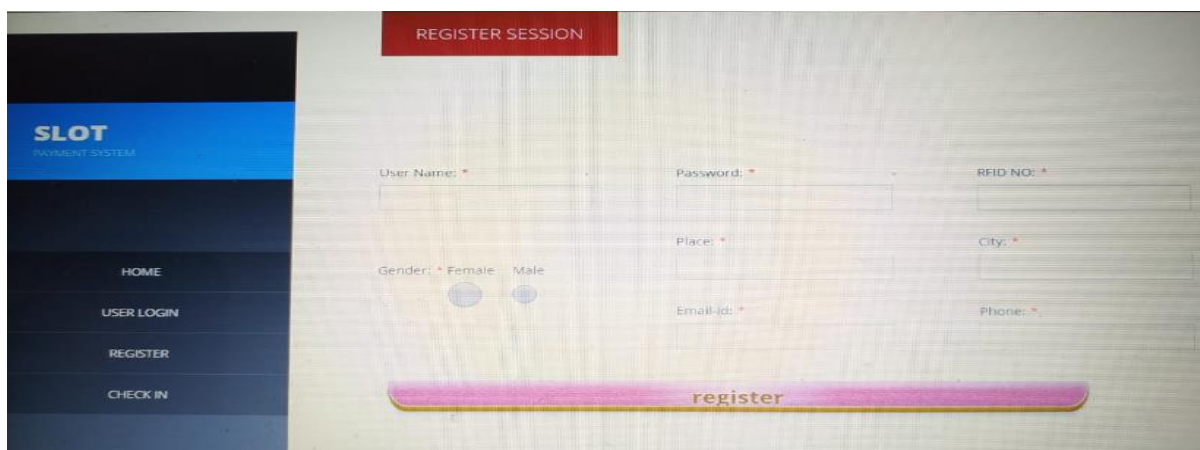 REGISTER SESSION
SLOT
PAYMENT SYSTEM
HOME
USER LOGIN
REGISTER
CHECK IN
User Name: *
Password: *
RFID NO: *
Place: *
City: *
Gender: * Female Male
Email-id: *
Phone: *
register